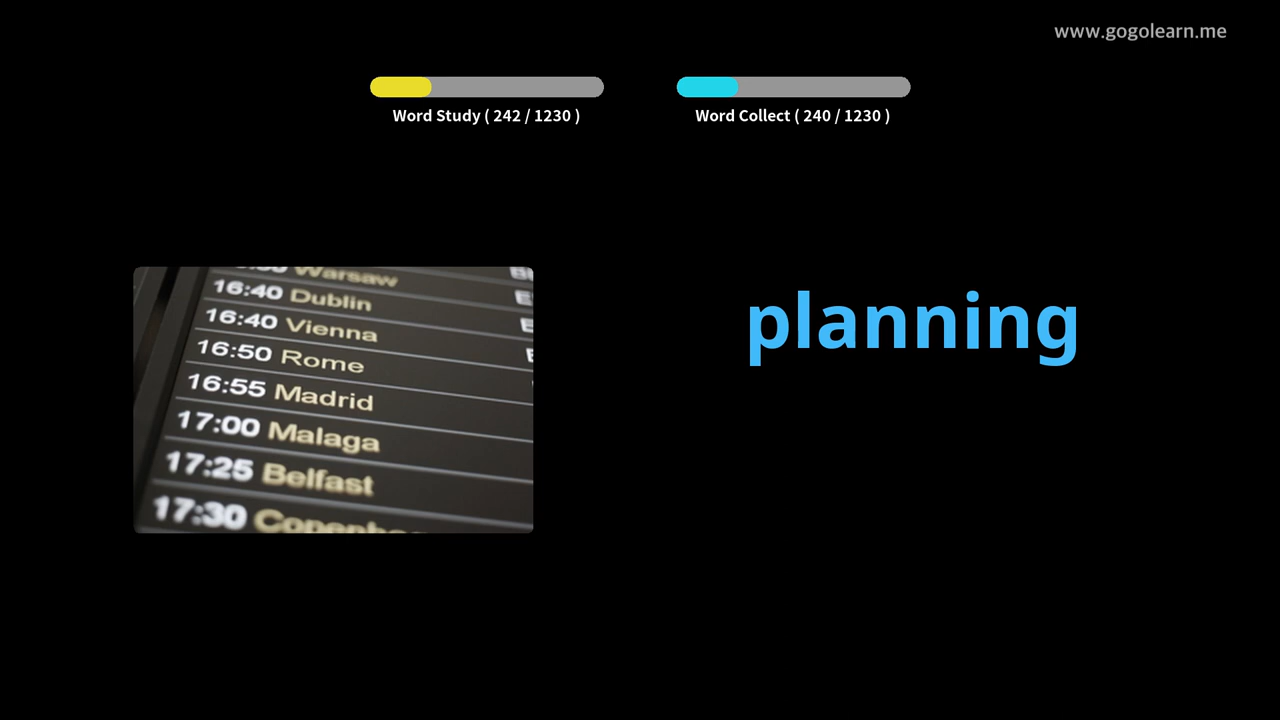 www.gogolearn.me
Word Study ( 242 / 1230 )
Word Collect ( 240 / 1230 )
planning
Warsaw
16:40 Dublin
16:40 Vienna
16:50 Rome
16:55 Madrid
17:00 Malaga
17:25 Belfast
17:30